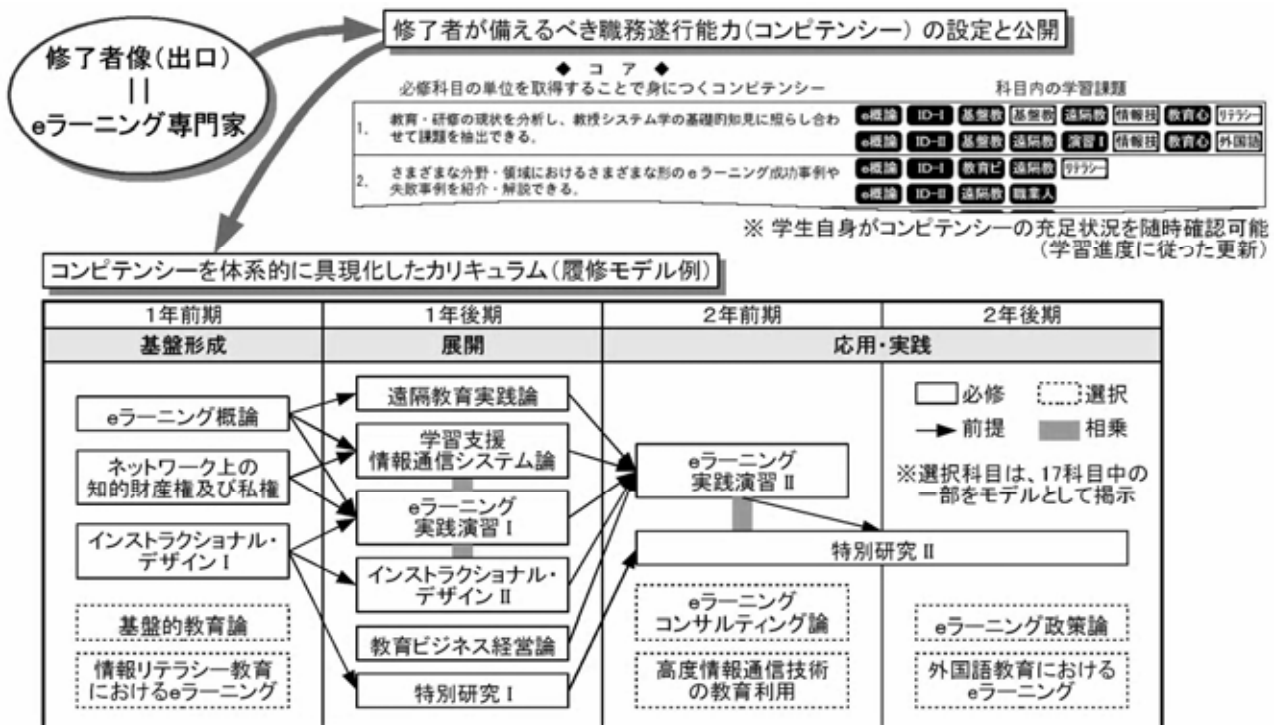 修了者像(出口)
||
eラーニング専門家
修了者が備えるべき職務遂行能力(コンピテンシー)の設定と公開
◆ コ ア ◆
必修科目の単位を取得することで身につくコンピテンシー
科目内の学習課題
1. 教育・研修の現状を分析し、教授システム学の基礎的知見に照らし合わ
せて課題を抽出できる。
e概論 ID-I 基盤教 基盤教 遠隔教 情報技 教育心 リテラシー
e概論 ID-II 基盤教 遠隔教 演習I 情報技 教育心 外国語
2. さまざまな分野・領域におけるさまざまな形のeラーニング成功事例や
失敗事例を紹介・解説できる。
e概論 ID-I 教育ビ 遠隔教 リテラシー
e概論 ID-II 遠隔教 職業人
※ 学生自身がコンピテンシーの充足状況を随時確認可能
(学習進度に従った更新)
コンピテンシーを体系的に具現化したカリキュラム(履修モデル例)
1年前期 1年後期 2年前期 2年後期
基盤形成 展開 応用・実践
eラーニング概論
ネットワーク上の
知的財産権及び私権
インストラクショナル・
デザインⅠ
基盤的教育論
情報リテラシー教育
におけるeラーニング
遠隔教育実践論
学習支援
情報通信システム論
eラーニング
実践演習Ⅰ
インストラクショナル・
デザインⅡ
教育ビジネス経営論
特別研究Ⅰ
eラーニング
実践演習Ⅱ
特別研究Ⅱ
eラーニング
コンサルティング論
高度情報通信技術
の教育利用
必修 選択
前提 相乗
※選択科目は、17科目中の
一部をモデルとして掲示
eラーニング政策論
外国語教育における
eラーニング